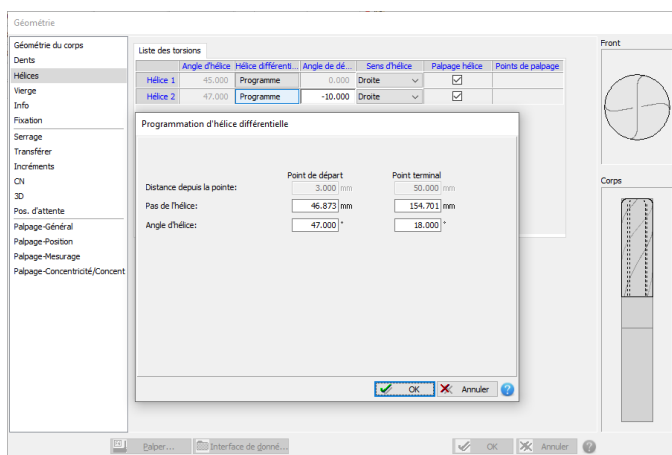 Géométrie
Géométrie du corps
Dents
Hélices
Vierge
Info
Fixation
Serrage
Transférer
Incréments
CN
3D
Pos. d'attente
Palpage-Général
Palpage-Position
Palpage-Mesurage
Palpage-Concentricité/Concent
Liste des torsions
Angle d'hélice Hélice différenti... Angle de dé... Sens d'hélice Palpage hélice Points de palpage
Hélice 1 45.000 Programme 0.000 Droite
Hélice 2 47.000 Programme -10.000 Droite
Programmation d'hélice différentielle
Point de départ Point terminal
Distance depuis la pointe: 3.000 mm 50.000 mm
Pas de l'hélice: 46.873 mm 154.701 mm
Angle d'hélice: 47.000 ° 18.000 °
OK Annuler ?
Front
Corps
Palper... Interface de donné... OK Annuler ?